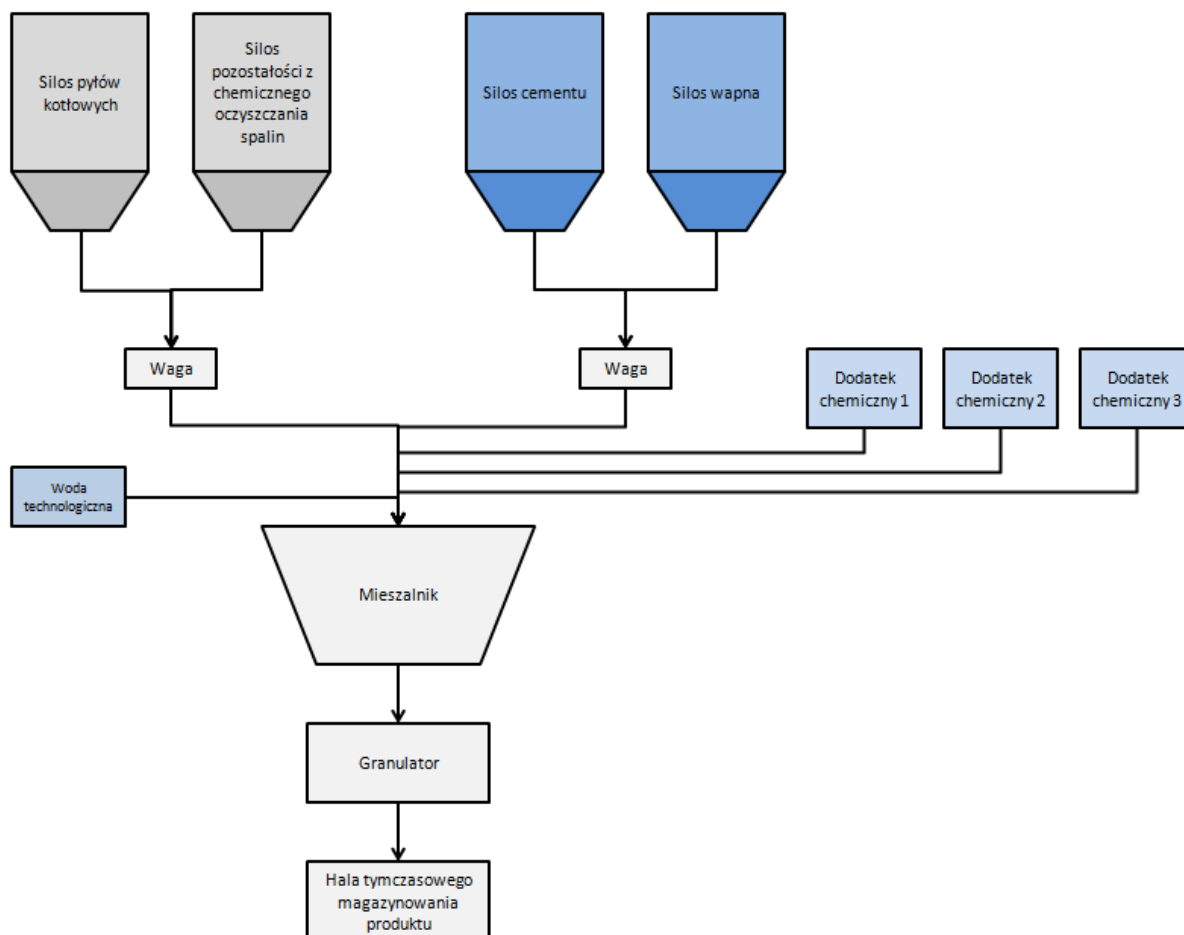 Silos pyłów
kotłowych
Silos
pozostałości z
chemicznego
oczyszczania
spalin
Silos cementu
Silos wapna
Waga
Waga
Dodatek
chemiczny 1
Dodatek
chemiczny 2
Dodatek
chemiczny 3
Woda
technologiczna
Mieszalnik
Granulator
Hala tymczasowego
magazynowania
produktu